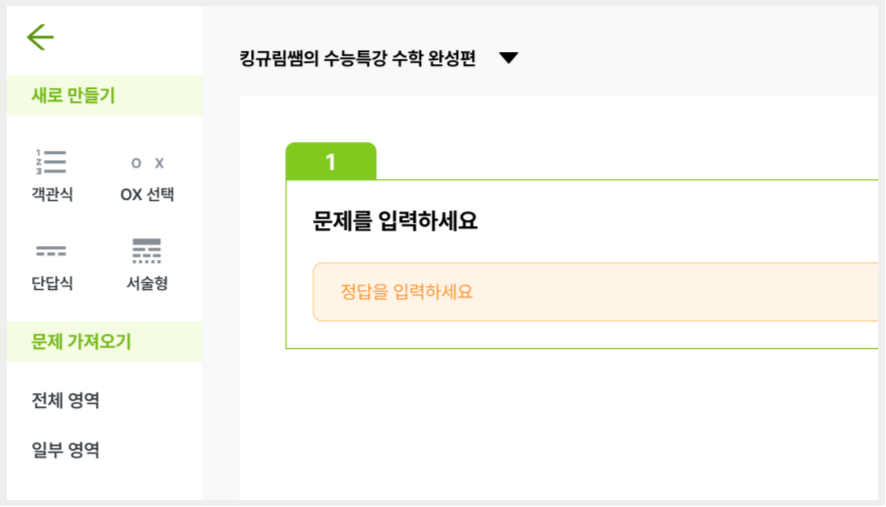 킹규림쌤의 수능특강 수학 완성편
새로 만들기
1
2
3
객관식
O X
OX 선택
단답식
서술형
문제 가져오기
전체 영역
일부 영역
1
문제를 입력하세요
정답을 입력하세요